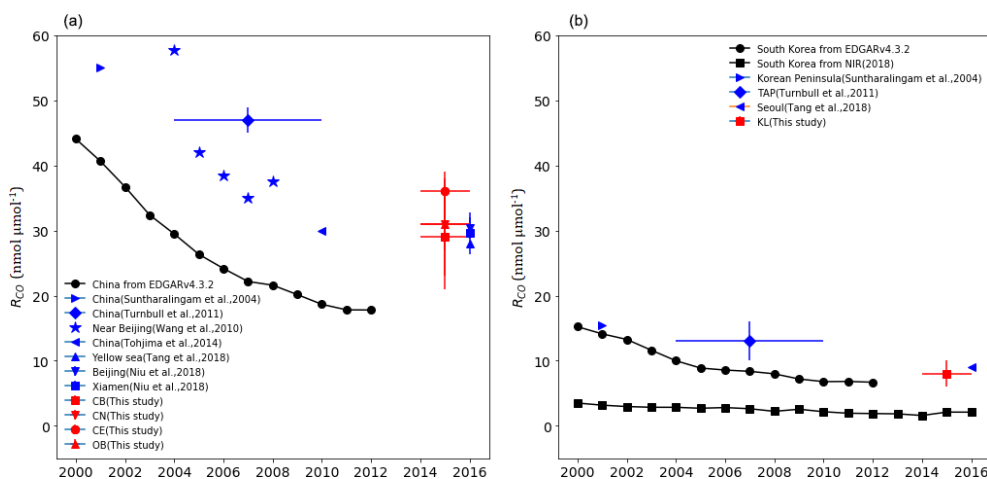 (a)
60
50
40
30
20
10
0
R_CO (nmol μmol⁻¹)
China from EDGARv4.3.2
China(Suntharalingam et al.,2004)
China(Turnbull et al.,2011)
Near Beijing(Wang et al.,2010)
China(Tohjima et al.,2014)
Yellow sea(Tang et al.,2018)
Beijing(Niu et al.,2018)
Xiamen(Niu et al.,2018)
CB(This study)
CN(This study)
CE(This study)
OB(This study)
2000 2002 2004 2006 2008 2010 2012 2014 2016
(b)
60
50
40
30
20
10
0
R_CO (nmol μmol⁻¹)
South Korea from EDGARv4.3.2
South Korea from NIR(2018)
Korean Peninsula(Suntharalingam et al.,2004)
TAP(Turnbull et al.,2011)
Seoul(Tang et al.,2018)
KL(This study)
2000 2002 2004 2006 2008 2010 2012 2014 2016